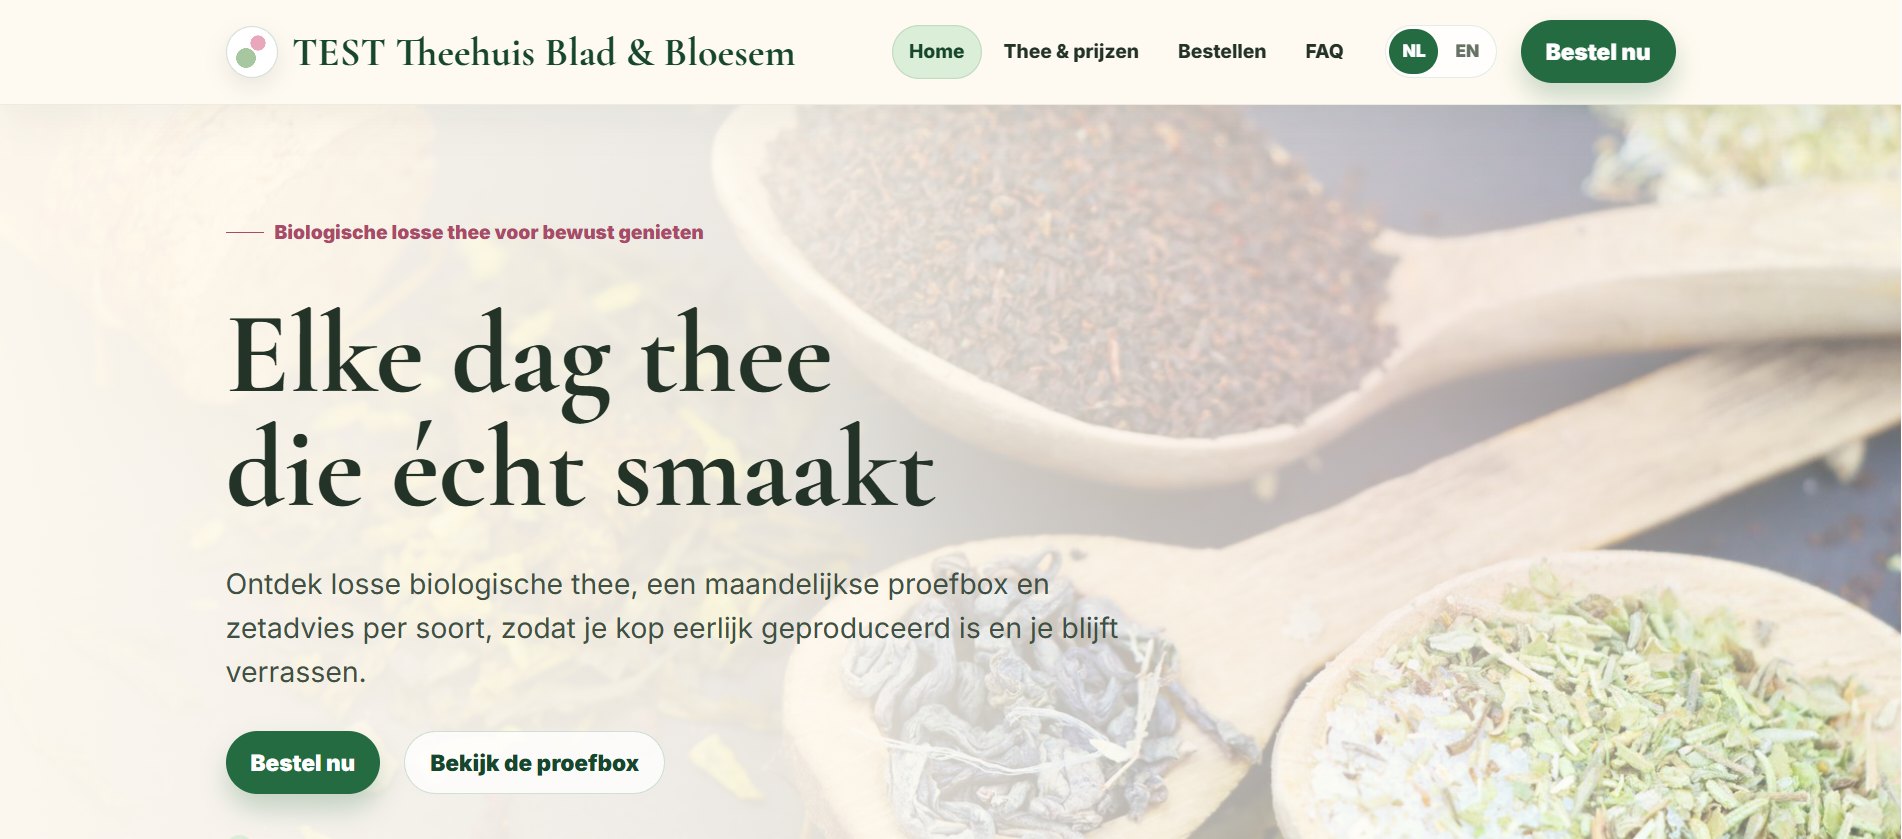 TEST Theehuis Blad & Bloesem
Home
Thee & prijzen
Bestellen
FAQ
NL
EN
Bestel nu
Biologische losse thee voor bewust genieten
Elke dag thee
die écht smaakt
Ontdek losse biologische thee, een maandelijkse proefbox en
zetadvies per soort, zodat je kop eerlijk geproduceerd is en je blijft
verrassen.
Bestel nu
Bekijk de proefbox